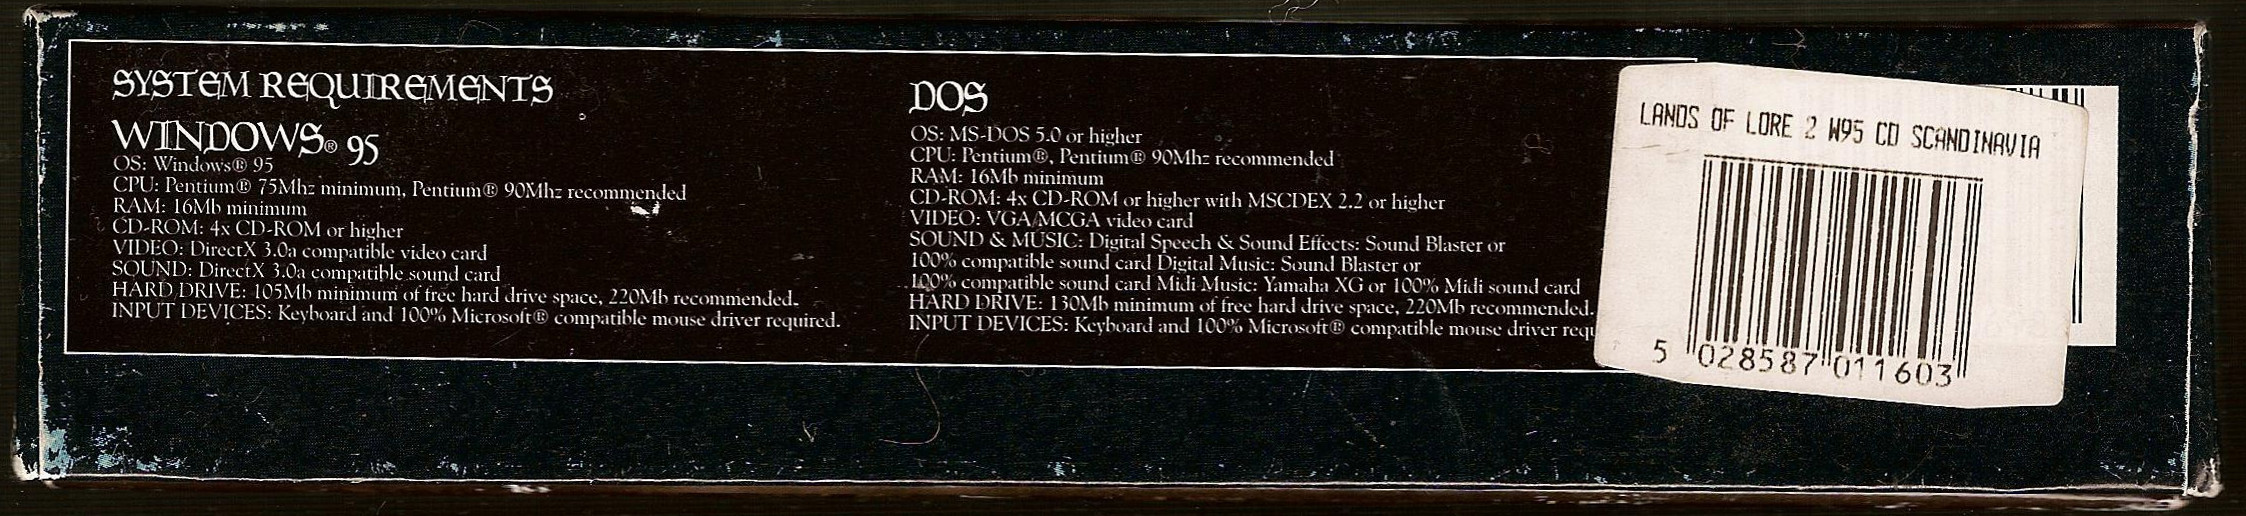 SYSTEM REQUIREMENTS
WINDOWS® 95
OS: Windows® 95
CPU: Pentium® 75Mhz minimum, Pentium® 90Mhz recommended
RAM: 16Mb minimum
CD-ROM: 4x CD-ROM or higher
VIDEO: DirectX 3.0a compatible video card
SOUND: DirectX 3.0a compatible sound card
HARD DRIVE: 105Mb minimum of free hard drive space, 220Mb recommended.
INPUT DEVICES: Keyboard and 100% Microsoft® compatible mouse driver required.
DOS
OS: MS-DOS 5.0 or higher
CPU: Pentium®, Pentium® 90Mhz recommended
RAM: 16Mb minimum
CD-ROM: 4x CD-ROM or higher with MSCDEX 2.2 or higher
VIDEO: VGA/MCGA video card
SOUND & MUSIC: Digital Speech & Sound Effects: Sound Blaster or
100% compatible sound card Digital Music: Sound Blaster or
100% compatible sound card Midi Music: Yamaha XG or 100% Midi sound card
HARD DRIVE: 130Mb minimum of free hard drive space, 220Mb recommended.
INPUT DEVICES: Keyboard and 100% Microsoft® compatible mouse driver
LANDS OF LORE 2 W95 CD SCANDINAVIA
5 028587 011603